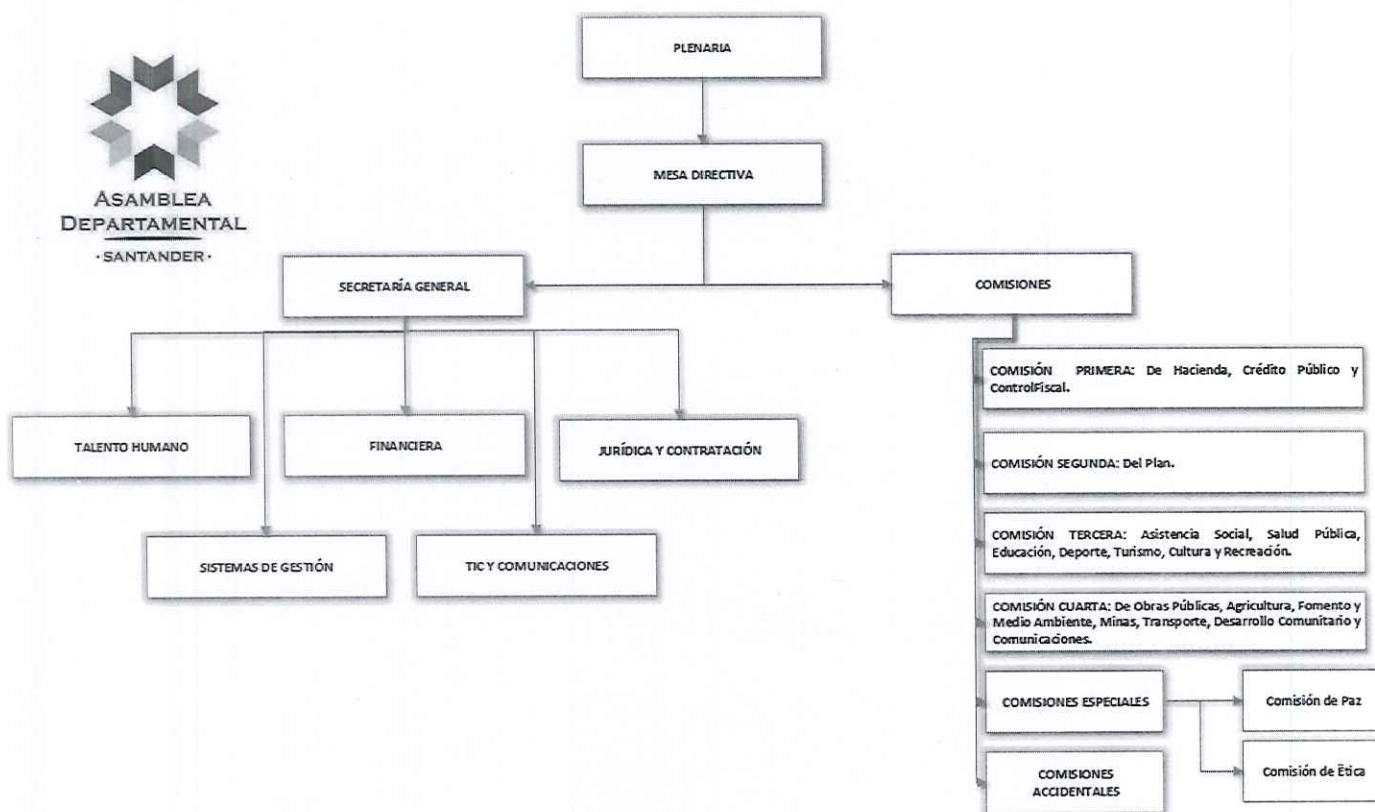 PLENARIA
ASAMBLEA
DEPARTAMENTAL
·SANTANDER·
MESA DIRECTIVA
SECRETARÍA GENERAL
COMISIONES
TALENTO HUMANO
FINANCIERA
JURÍDICA Y CONTRATACIÓN
SISTEMAS DE GESTIÓN
TIC Y COMUNICACIONES
COMISIÓN PRIMERA: De Hacienda, Crédito Público y
ControlFiscal.
COMISIÓN SEGUNDA: Del Plan.
COMISIÓN TERCERA: Asistencia Social, Salud Pública,
Educación, Deporte, Turismo, Cultura y Recreación.
COMISIÓN CUARTA: De Obras Públicas, Agricultura, Fomento y
Medio Ambiente, Minas, Transporte, Desarrollo Comunitario y
Comunicaciones.
COMISIONES ESPECIALES
Comisión de Paz
Comisión de Ética
COMISIONES
ACCIDENTALES